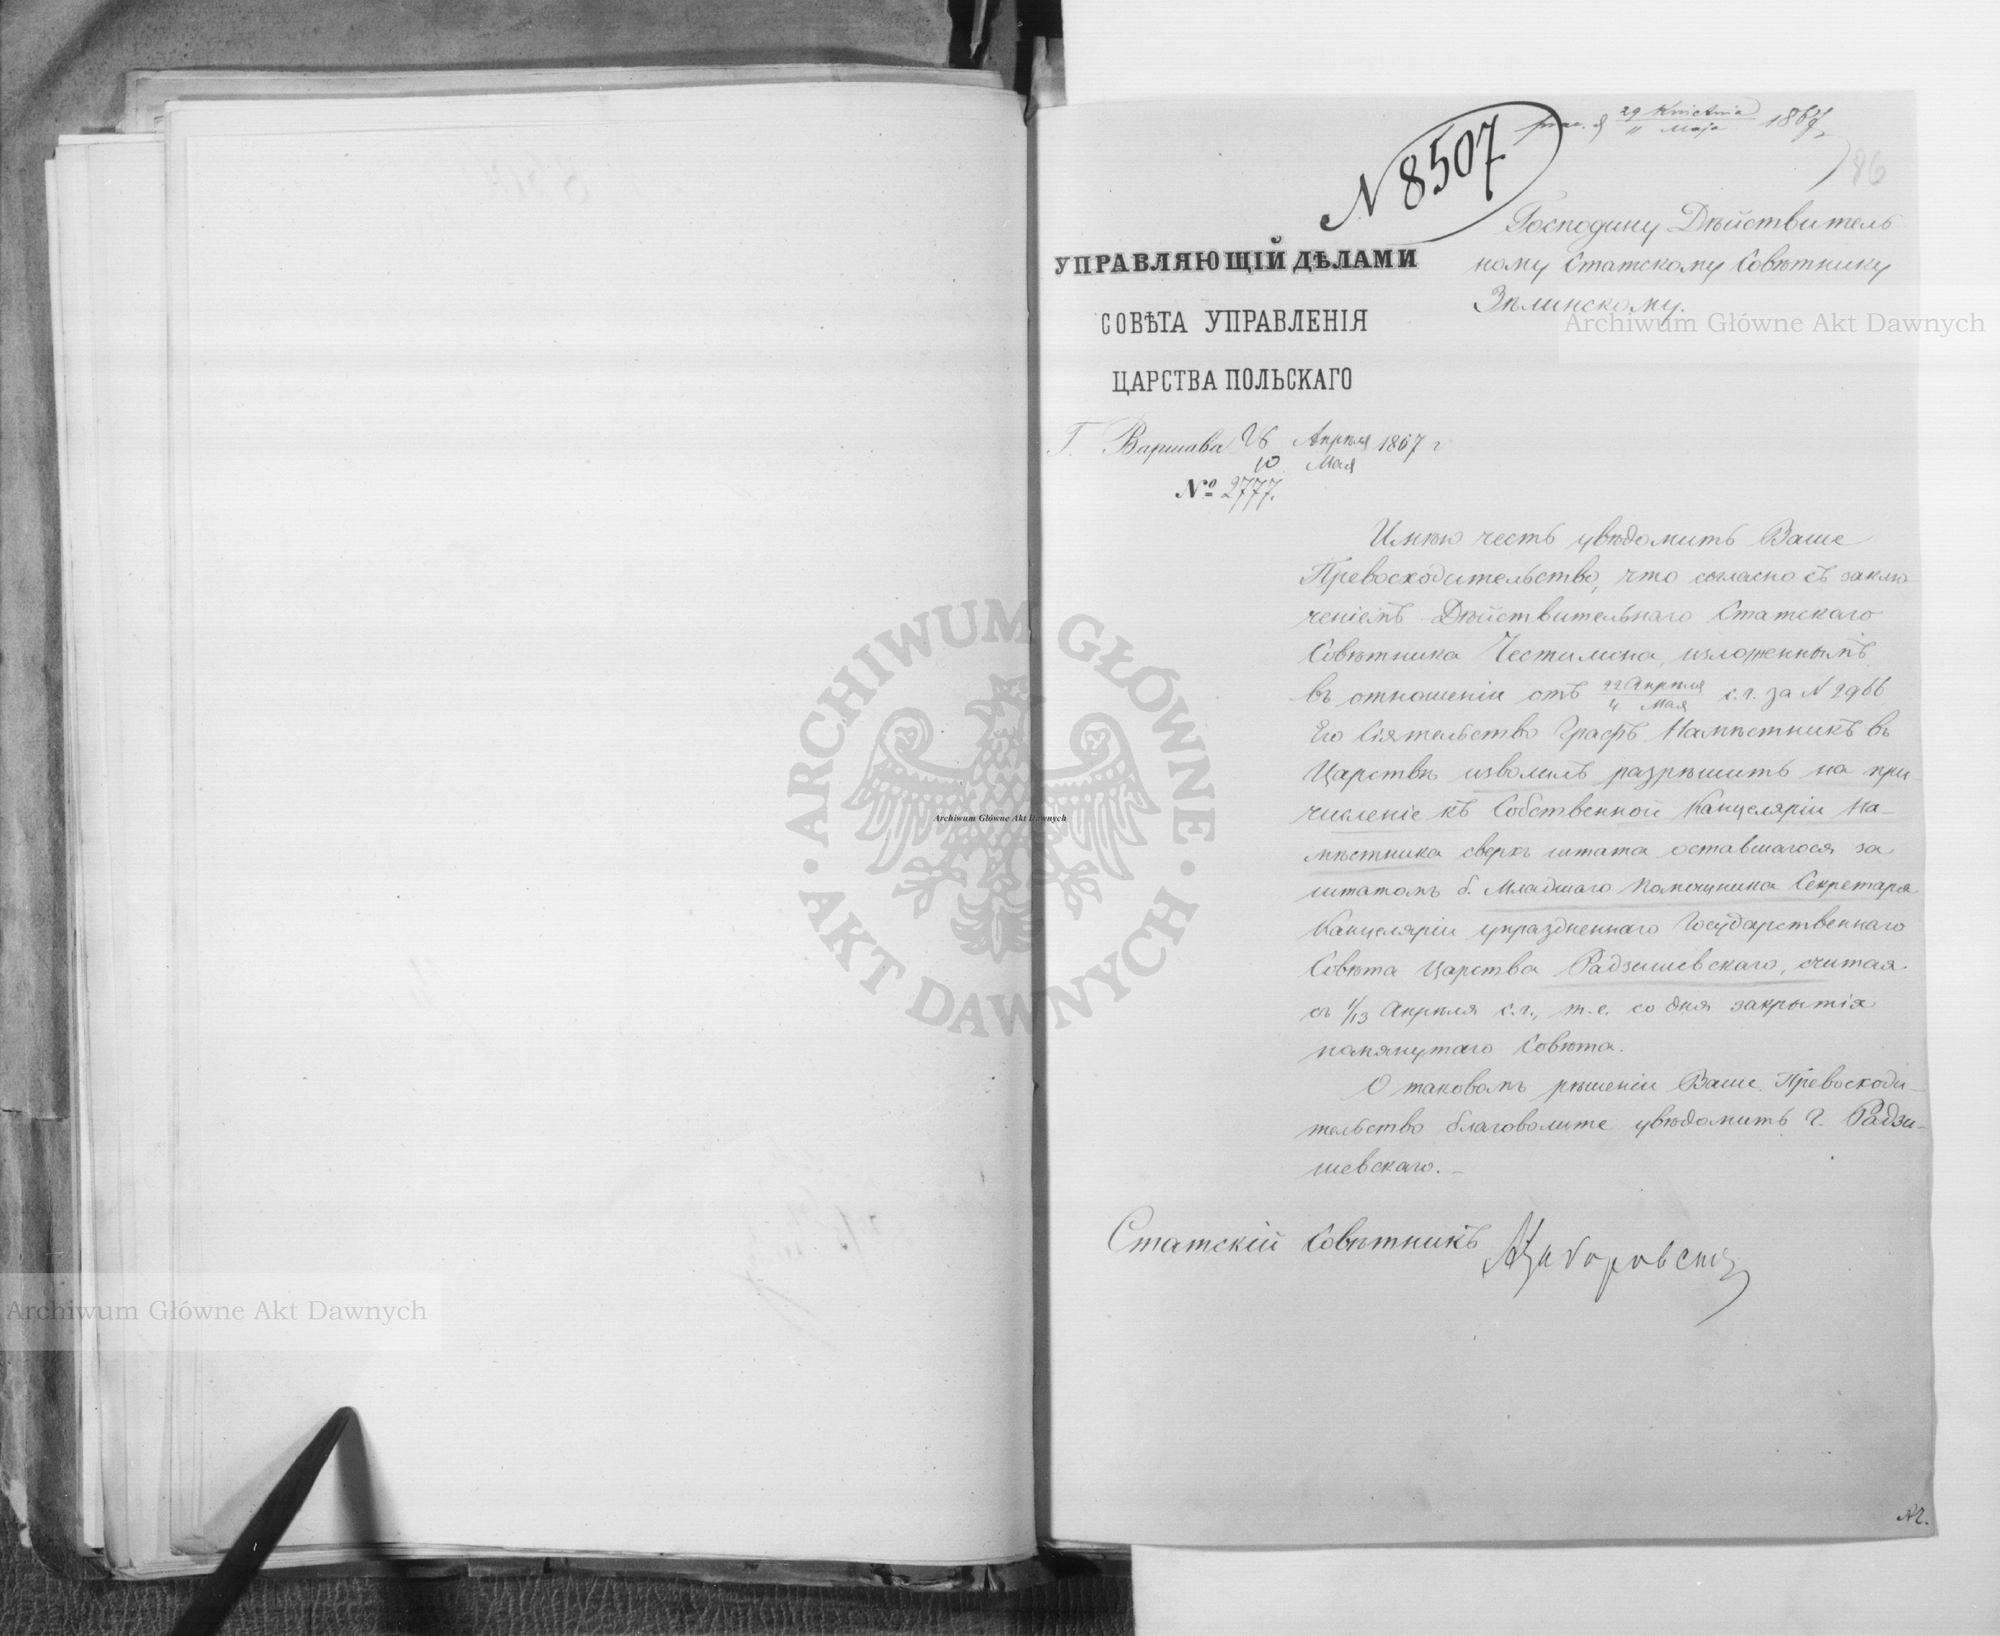 29 Kwietnia
11 Maja 1867
N 8507
86
Господину Дѣйствитель
ному Статскому Совѣтнику
Зѣлинскому.
УПРАВЛЯЮЩІЙ ДѢЛАМИ
СОВѢТА УПРАВЛЕНІЯ
ЦАРСТВА ПОЛЬСКАГО
Г. Варшава 26 Апрѣля 1867 г
10 Мая
№ 2777.
Имѣю честь увѣдомить Ваше
Превосходительство, что согласно съ заклю-
ченіемъ Дѣйствительнаго Статскаго
Совѣтника Честилина, изложеннымъ
въ отношеніи отъ 22 Апрѣля / 4 Мая с.г. за N 2966
Его Сіятельство Графъ Намѣстникъ въ
Царствѣ изволилъ разрѣшить на при-
численіе къ Собственной Канцеляріи На-
мѣстника сверхъ штата оставшагося за
штатомъ б. Младшаго Помощника Секретаря
Канцеляріи упраздненнаго Государственнаго
Совѣта Царства Радзишевскаго, считая
съ 1/13 Апрѣля с.г., т.е. со дня закрытія
помянутаго Совѣта.
О таковомъ рѣшеніи Ваше Превосходи-
тельство благоволите увѣдомить г. Радзи-
шевскаго.
Статскій Совѣтникъ
Archiwum Główne Akt Dawnych
Archiwum Główne Akt Dawnych
Archiwum Główne Akt Dawnych
ARCHIWUM GŁÓWNE · AKT DAWNYCH ·